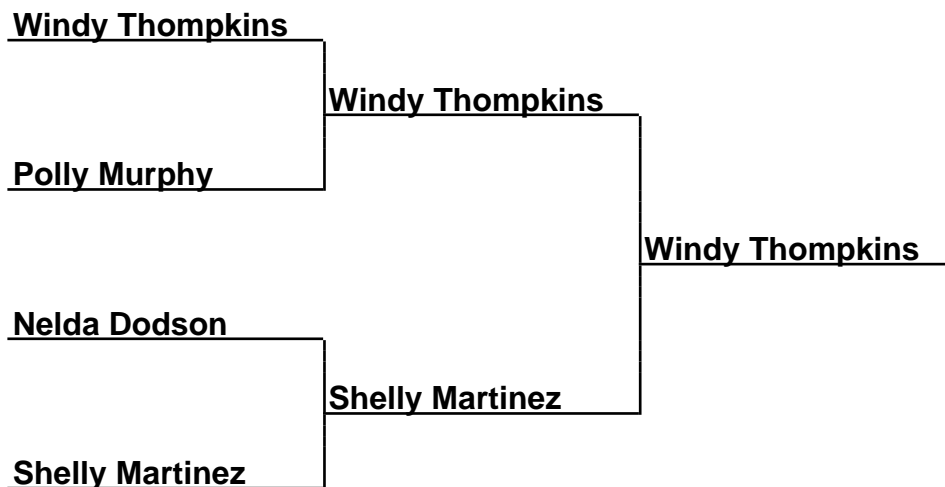 Windy Thompkins
Windy Thompkins
Polly Murphy
Windy Thompkins
Nelda Dodson
Shelly Martinez
Shelly Martinez